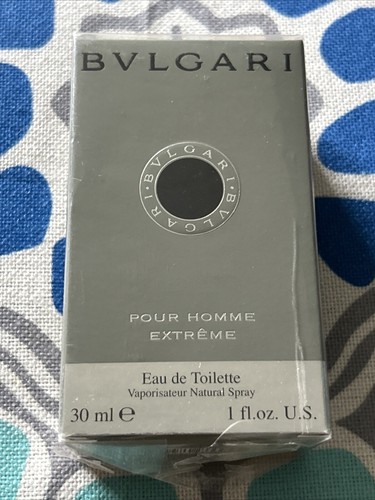 BVLGARI
BVLGARI·BVLGARI·
POUR HOMME
EXTRÊME
Eau de Toilette
Vaporisateur Natural Spray
30 ml ℮ 1 fl.oz. U.S.